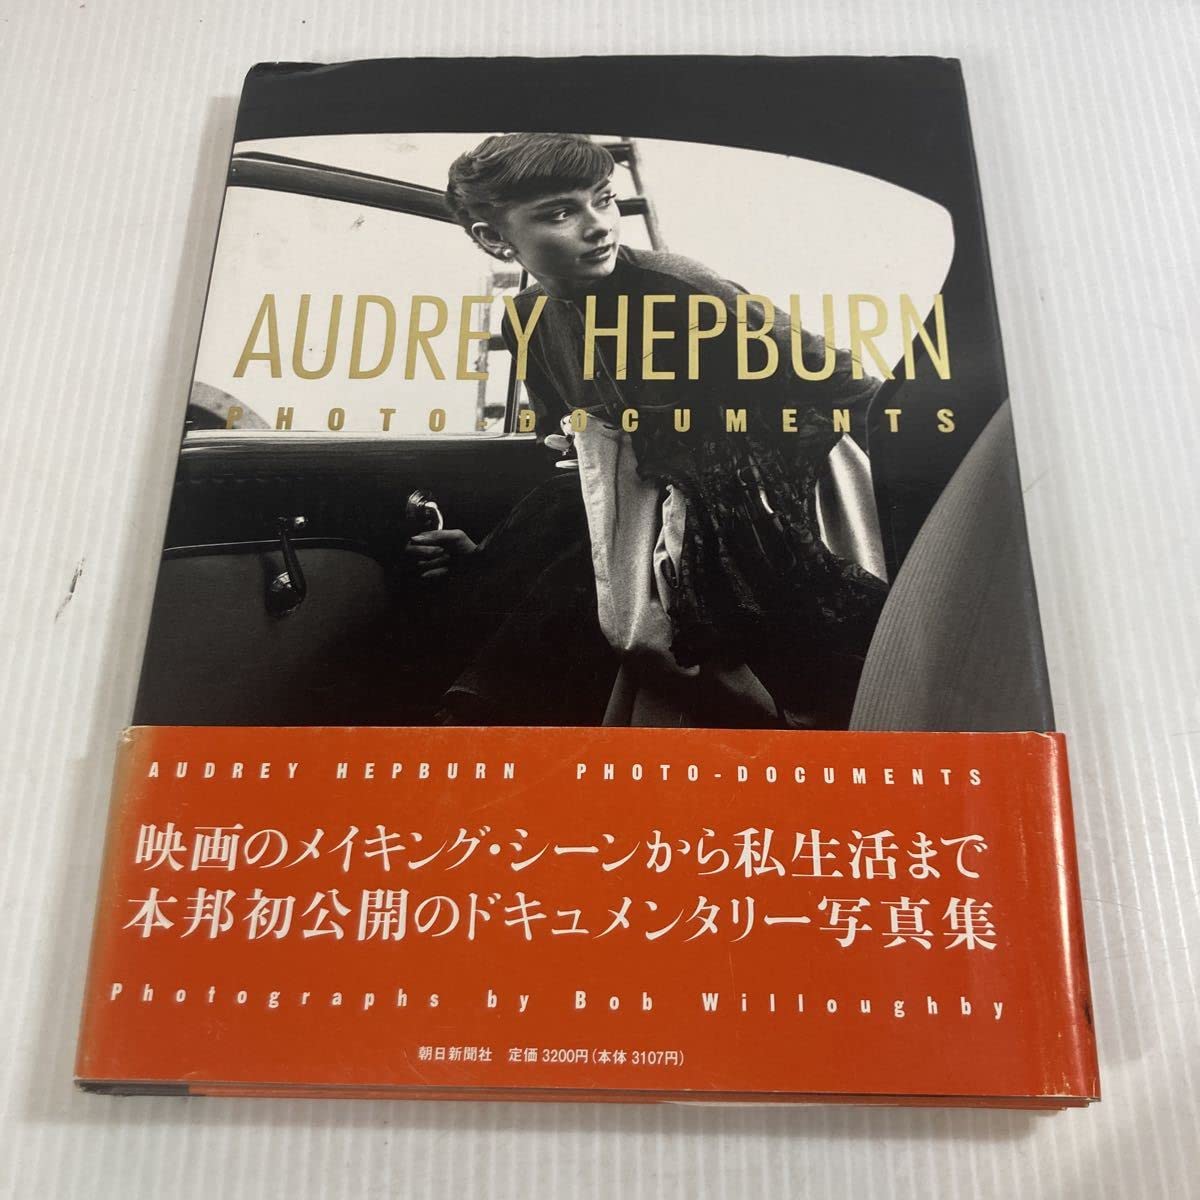 AUDREY HEPBURN
PHOTO-DOCUMENTS
AUDREY HEPBURN PHOTO-DOCUMENTS
映画のメイキング・シーンから私生活まで
本邦初公開のドキュメンタリー写真集
Photographs by Bob Willoughby
朝日新聞社 定価3200円(本体3107円)